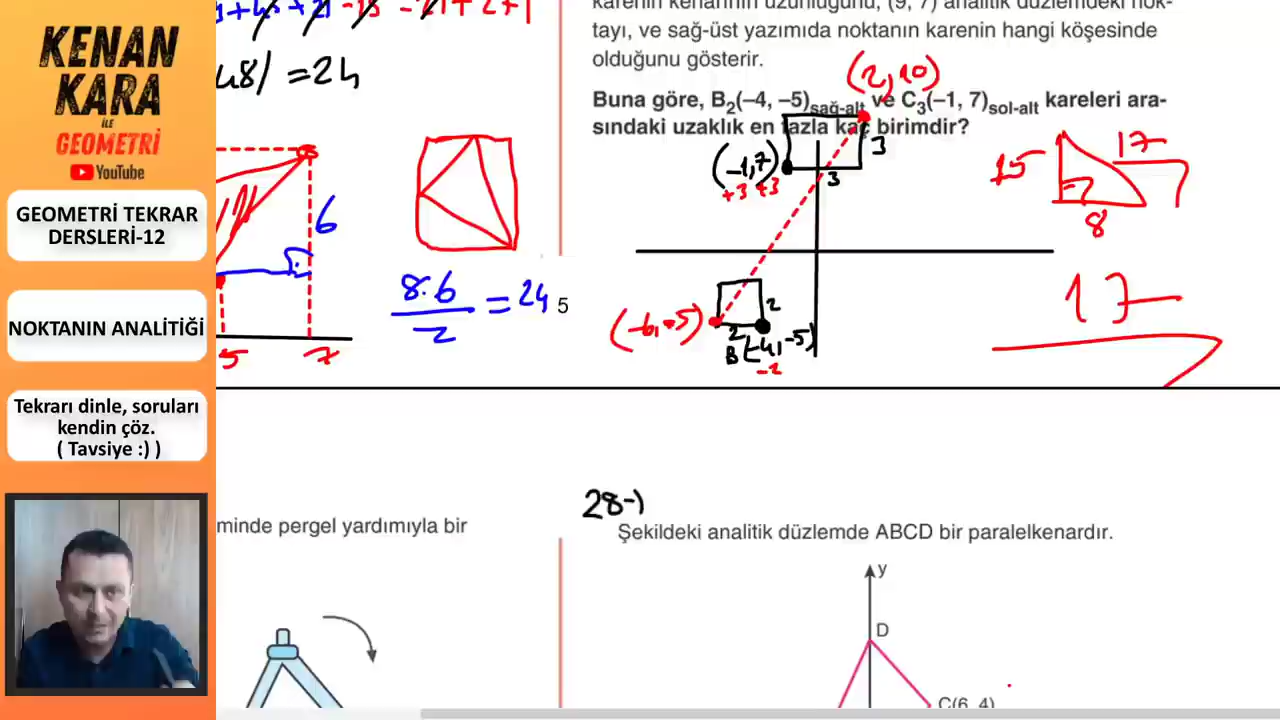 KENAN
KARA
İLE
GEOMETRİ
YouTube
GEOMETRİ TEKRAR
DERSLERİ-12
NOKTANIN ANALİTİĞİ
Tekrarı dinle, soruları
kendin çöz.
( Tavsiye :) )
=24
6
5
7
8.6
2
= 24
5
karenin kenarının uzunluğunu, (9, 7) analitik düzlemdeki nok-
tayı, ve sağ-üst yazımıda noktanın karenin hangi köşesinde
olduğunu gösterir.
Buna göre, B2(–4, –5)sağ-alt ve C3(–1, 7)sol-alt kareleri ara-
sındaki uzaklık en fazla kaç birimdir?
(2,10)
(-1,7)
+3 +3
3
3
(-6,-5)
2
2
B(-4,-5)
-2
15
17
8
17
minde pergel yardımıyla bir
28-)
Şekildeki analitik düzlemde ABCD bir paralelkenardır.
y
D
C(6, 4)